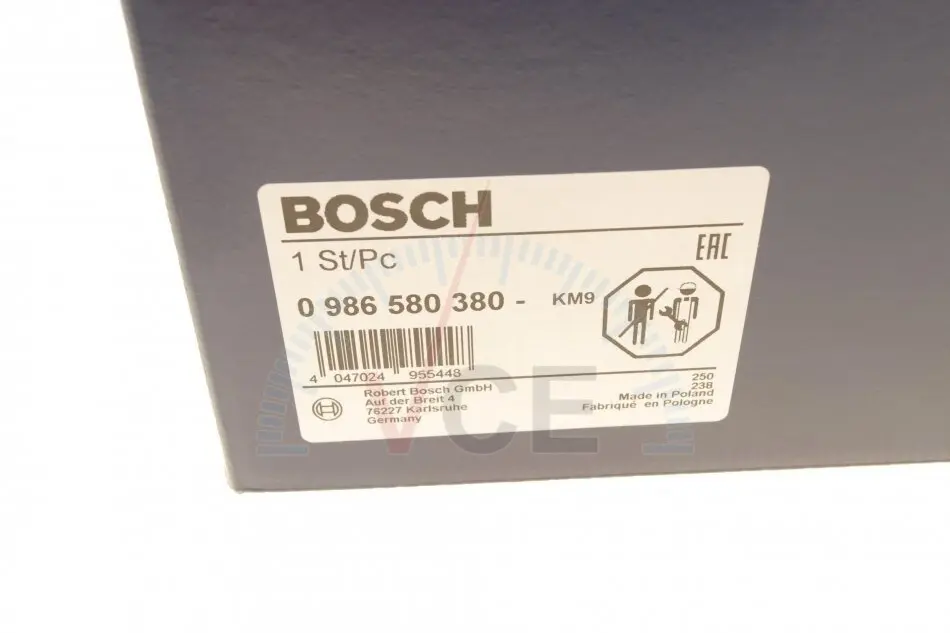 BOSCH
1 St/Pc
EAC
0 986 580 380 -
KM9
4 047024 955448
Robert Bosch GmbH
Auf der Breit 4
76227 Karlsruhe
Germany
250
238
Made in Poland
Fabriqué en Pologne
VCE